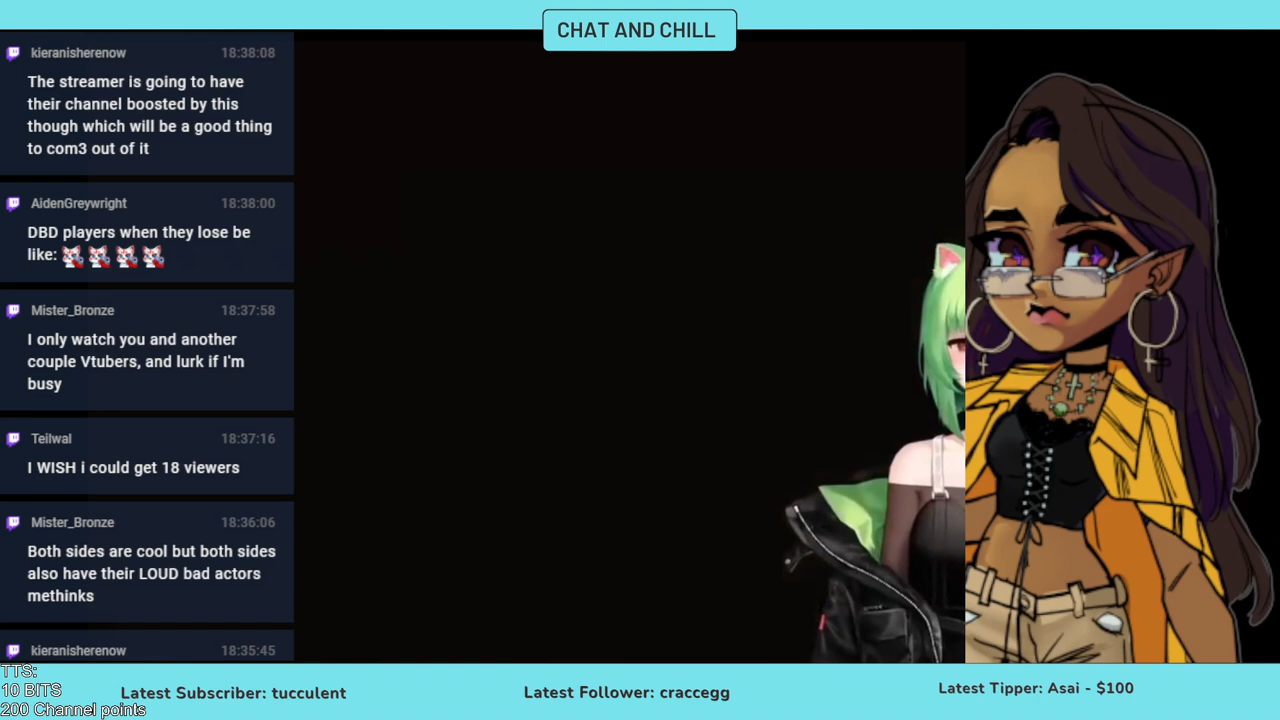 CHAT AND CHILL
kieranisherenow 18:38:08
The streamer is going to have
their channel boosted by this
though which will be a good thing
to com3 out of it
AidenGreywright 18:38:00
DBD players when they lose be
like:
Mister_Bronze 18:37:58
I only watch you and another
couple Vtubers, and lurk if I'm
busy
Teilwal 18:37:16
I WISH i could get 18 viewers
Mister_Bronze 18:36:06
Both sides are cool but both sides
also have their LOUD bad actors
methinks
kieranisherenow 18:35:45
TTS:
10 BITS
200 Channel points
Latest Subscriber: tucculent
Latest Follower: craccegg
Latest Tipper: Asai - $100